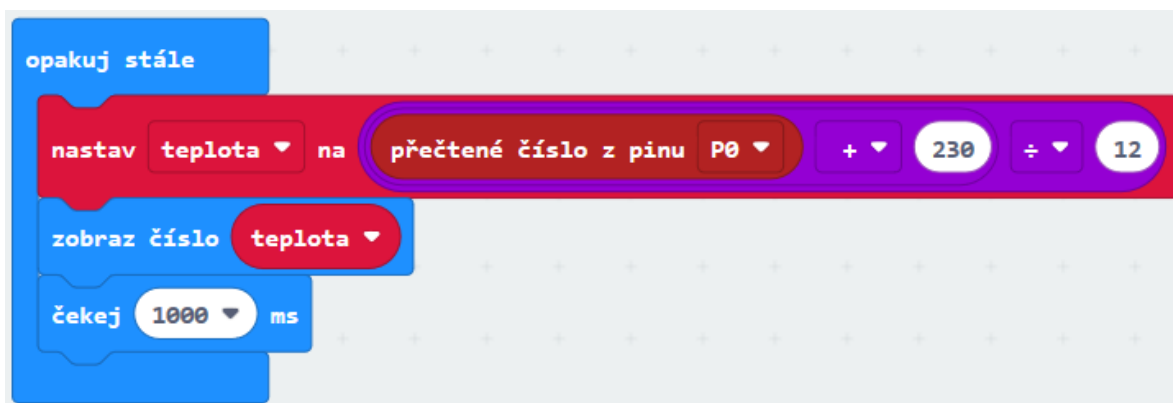 opakuj stále
nastav teplota na přečtené číslo z pinu P0 + 230 ÷ 12
zobraz číslo teplota
čekej 1000 ms